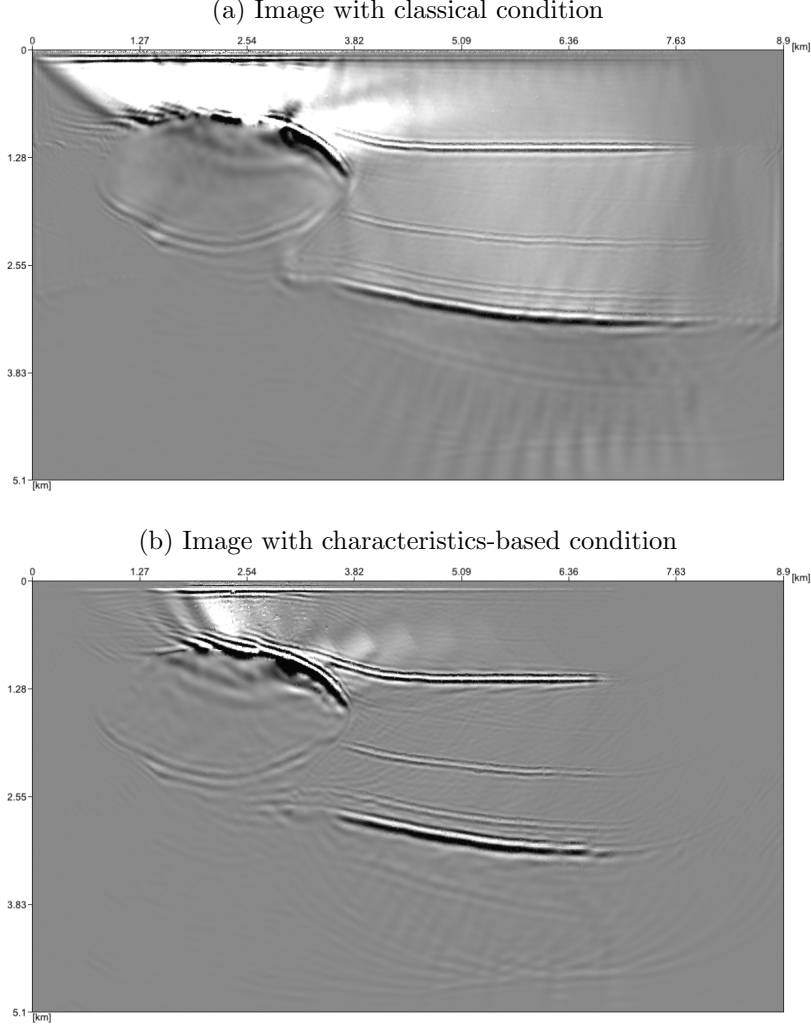 (a) Image with classical condition
0 1.27 2.54 3.82 5.09 6.36 7.63 8.9 [km]
1.28
2.55
3.83
5.1
[km]
(b) Image with characteristics-based condition
0 1.27 2.54 3.82 5.09 6.36 7.63 8.9 [km]
0
1.28
2.55
3.83
5.1
[km]